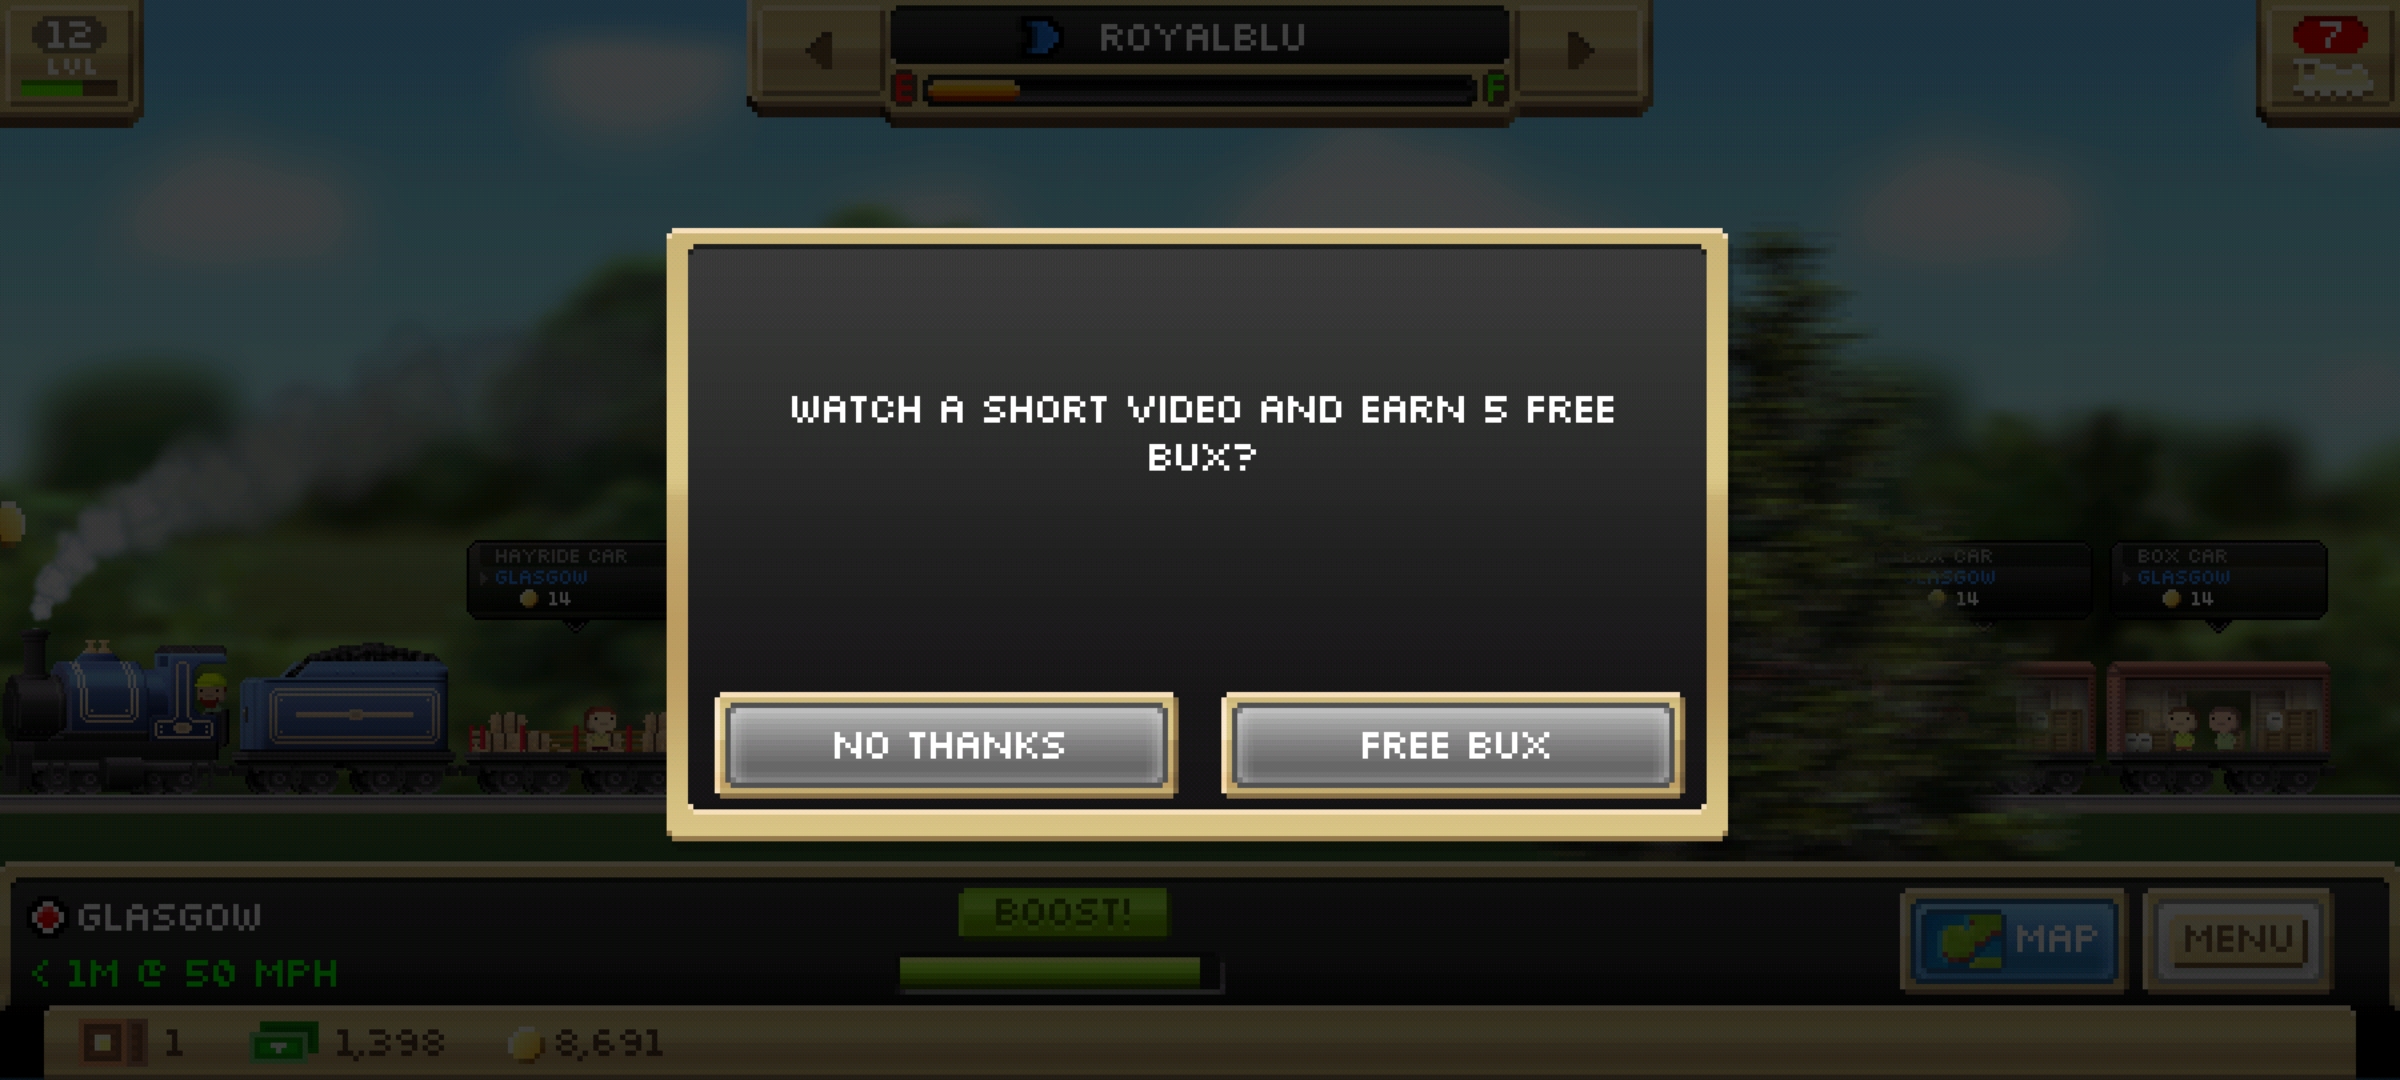 12
LVL
ROYALBLU
E
F
7
WATCH A SHORT VIDEO AND EARN 5 FREE
BUX?
HAYRIDE CAR
GLASGOW
14
BOX CAR
GLASGOW
14
BOX CAR
GLASGOW
14
NO THANKS
FREE BUX
GLASGOW
< 1M @ 50 MPH
BOOST!
MAP
MENU
1
1,398
8,691